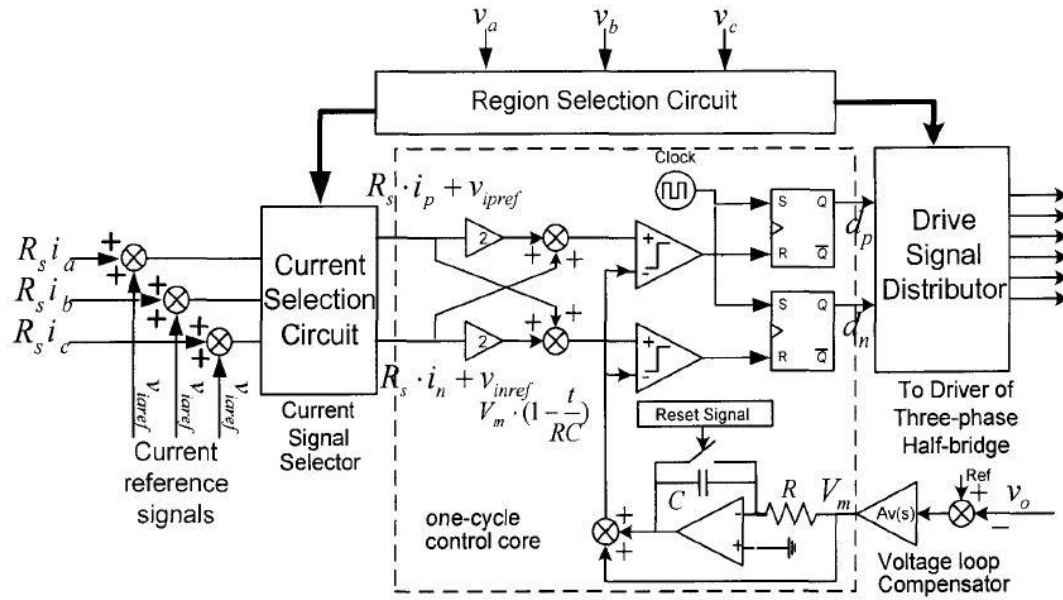 v_a v_b v_c
Region Selection Circuit
Clock
R_s · i_p + v_ipref
S Q
R Q̅
d_p
2
+ +
+ -
R_s i_a
R_s i_b
R_s i_c
+ +
+ +
+ +
Current
Selection
Circuit
Drive
Signal
Distributor
S Q
R Q̅
d_n
2
+ +
+ -
R_s · i_n + v_inref
V_m · (1 - t/RC)
v_iaref v_iaref v_iaref
Current
Signal
Selector
Current
reference
signals
Reset Signal
To Driver of
Three-phase
Half-bridge
C
R
V_m
- +
+ +
Av(s)
Ref
+ -
v_o
one-cycle
control core
Voltage loop
Compensator